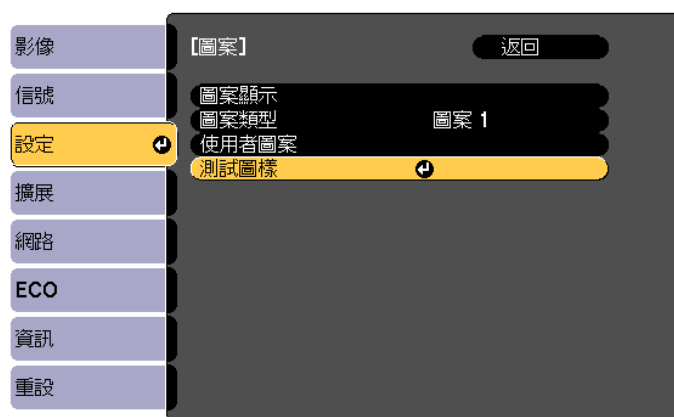 影像
信號
設定
擴展
網路
ECO
資訊
重設
[圖案]
返回
圖案顯示
圖案類型 圖案 1
使用者圖案
測試圖樣